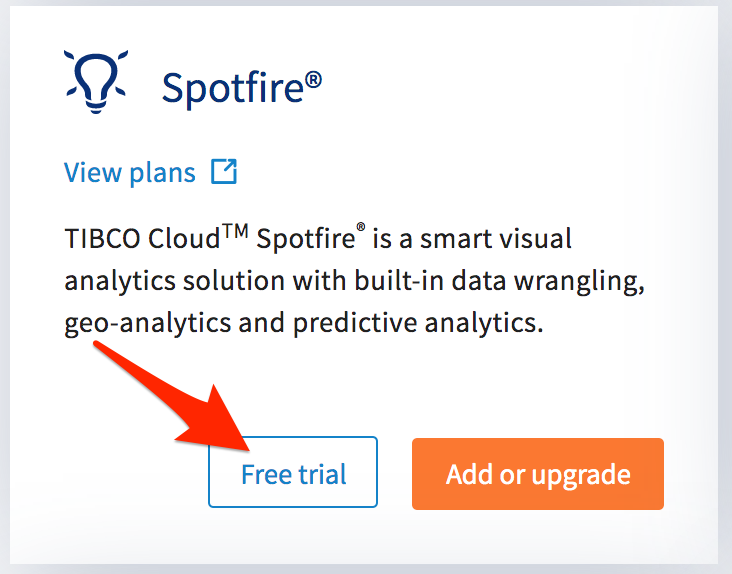 Spotfire®
View plans
TIBCO Cloud™ Spotfire® is a smart visual
analytics solution with built-in data wrangling,
geo-analytics and predictive analytics.
Free trial
Add or upgrade